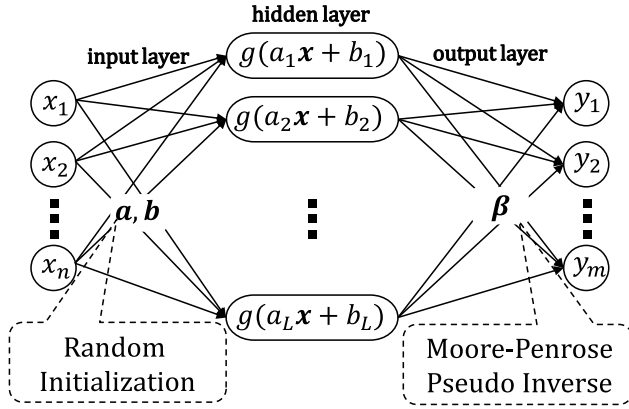 hidden layer
input layer
output layer
g(a₁x + b₁)
g(a₂x + b₂)
g(a_Lx + b_L)
x₁
x₂
xₙ
a, b
β
y₁
y₂
yₘ
Random
Initialization
Moore-Penrose
Pseudo Inverse